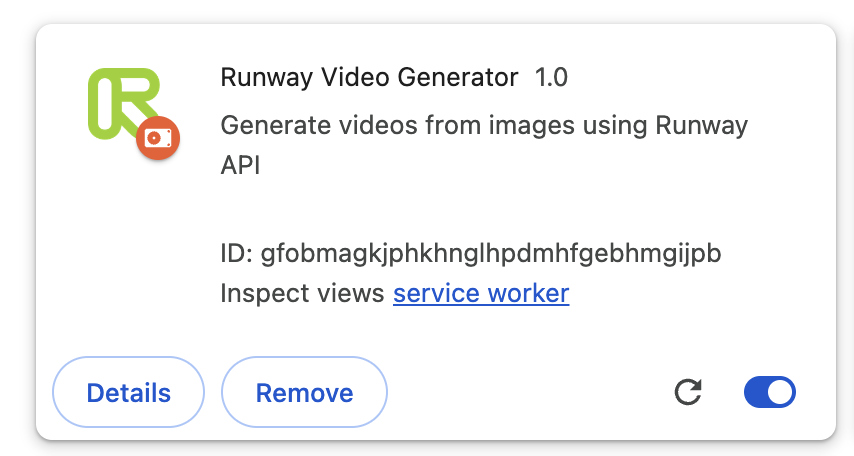 Runway Video Generator 1.0
Generate videos from images using Runway
API
ID: gfobmagkjphkhnglhpdmhfgebhmgijpb
Inspect views service worker
Details Remove